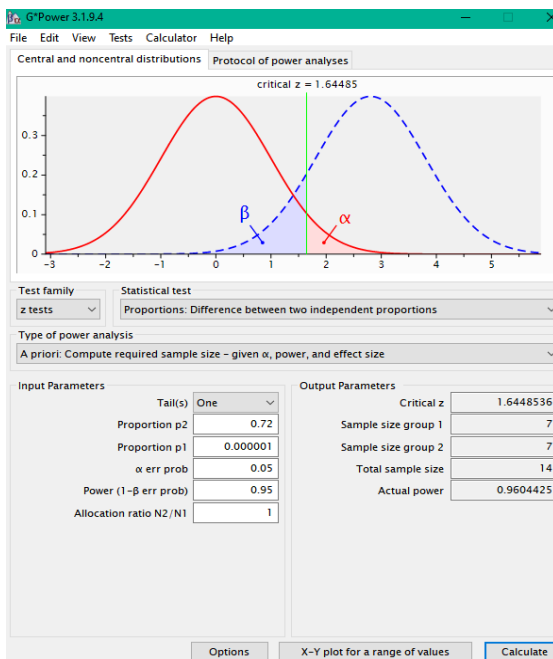 G*Power 3.1.9.4
File Edit View Tests Calculator Help
Central and noncentral distributions Protocol of power analyses
critical z = 1.64485
0.3
0.2
0.1
0
β α
-3 -2 -1 0 1 2 3 4 5
Test family Statistical test
z tests Proportions: Difference between two independent proportions
Type of power analysis
A priori: Compute required sample size - given α, power, and effect size
Input Parameters
Tail(s) One
Proportion p2 0.72
Proportion p1 0.000001
α err prob 0.05
Power (1-β err prob) 0.95
Allocation ratio N2/N1 1
Output Parameters
Critical z 1.6448536
Sample size group 1 7
Sample size group 2 7
Total sample size 14
Actual power 0.9604425
Options X-Y plot for a range of values Calculate